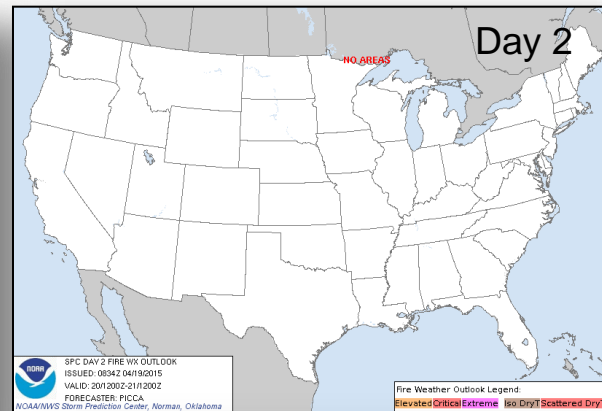 Day 2
NO AREAS
SPC DAY 2 FIRE WX OUTLOOK
ISSUED: 0834Z 04/19/2015
VALID: 20/1200Z-21/1200Z
FORECASTER: PICCA
NOAA/NWS Storm Prediction Center, Norman, Oklahoma
NOAA
Fire Weather Outlook Legend:
Elevated Critical Extreme Iso DryT Scattered DryT